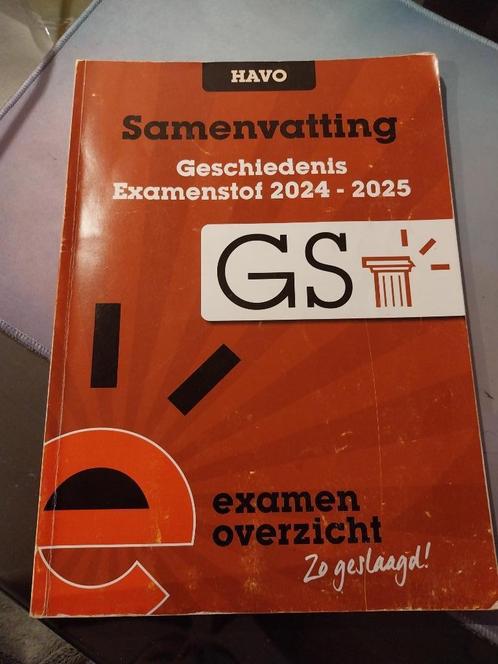 HAVO
Samenvatting
Geschiedenis
Examenstof 2024 - 2025
GS
examen
overzicht
Zo geslaagd!